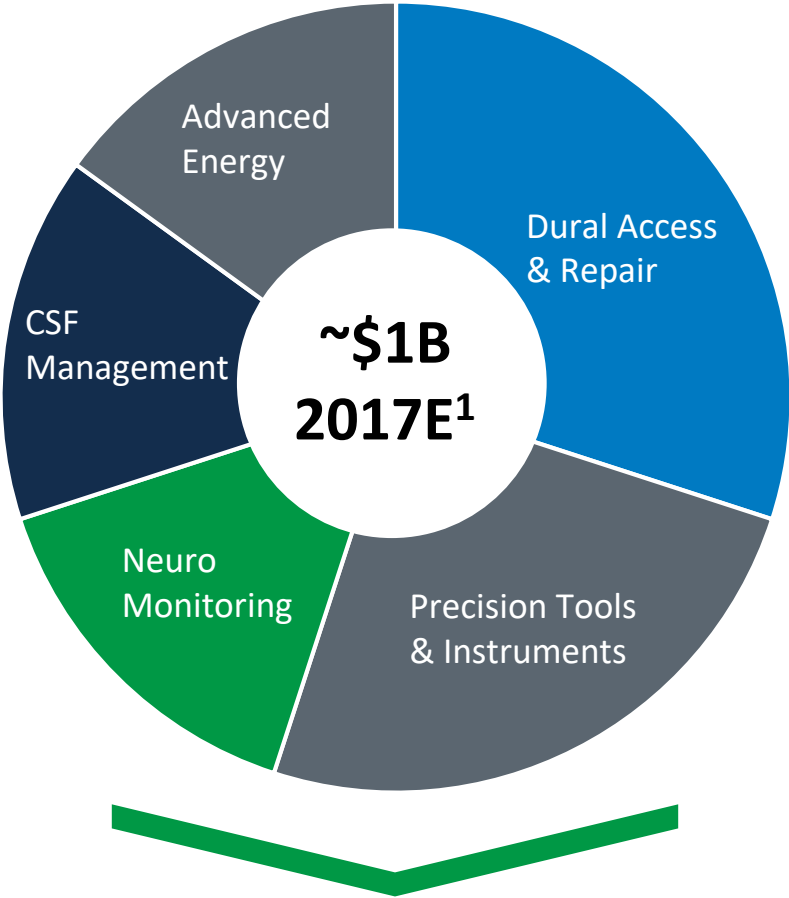 Advanced
Energy
Dural Access
& Repair
CSF
Management
~$1B
2017E¹
Neuro
Monitoring
Precision Tools
& Instruments